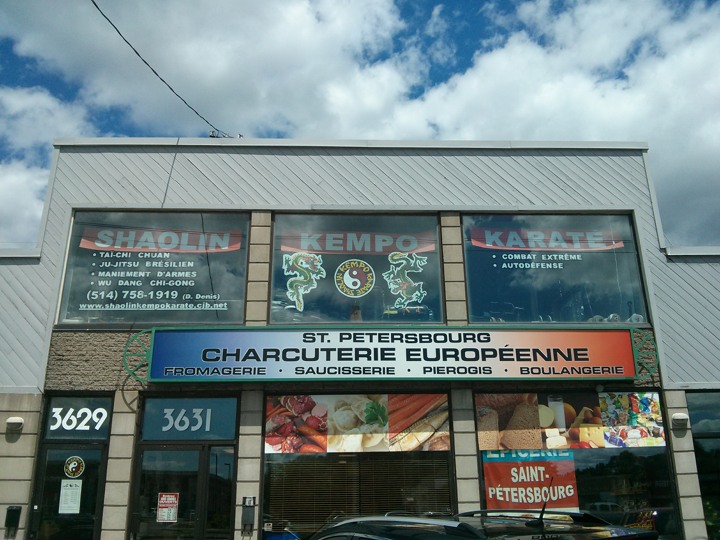 SHAOLIN KEMPO KARATE
• TAI-CHI CHUAN
• JU-JITSU BRÉSILIEN
• MANIEMENT D'ARMES
• WU DANG CHI-GONG
(514) 758-1919 (D. Denis)
www.shaolinkempokarate.cib.net
• COMBAT EXTRÊME
• AUTODÉFENSE
ST. PETERSBOURG
CHARCUTERIE EUROPÉENNE
FROMAGERIE · SAUCISSERIE · PIEROGIS · BOULANGERIE
3629
3631
ÉPICERIE
SAINT-
PÉTERSBOURG